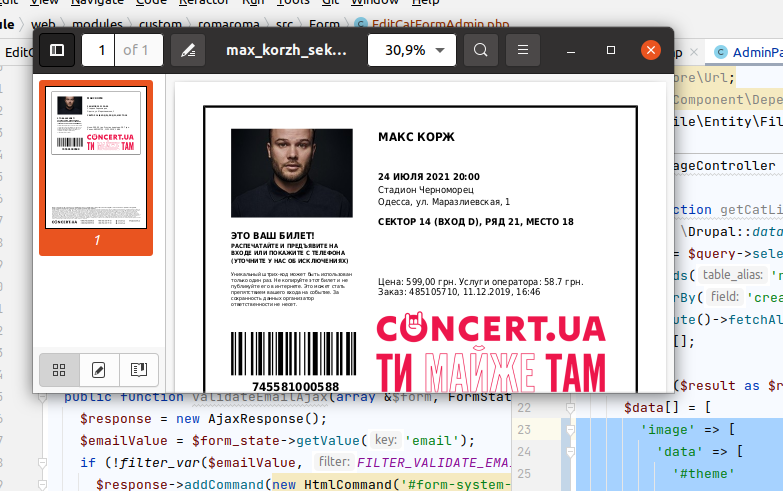 Navigate Code Refactor Run Tools Git Window Help
web modules custom romaroma src Form EditCatFormAdmin.php
EditC
AdminPa
1 of 1
max_korzh_sek...
30,9%
1
МАКС КОРЖ
24 ИЮЛЯ 2021 20:00
Стадион Черноморец
Одесса, ул. Маразлиевская, 1
СЕКТОР 14 (ВХОД D), РЯД 21, МЕСТО 18
ЭТО ВАШ БИЛЕТ!
РАСПЕЧАТАЙТЕ И ПРЕДЪЯВИТЕ НА
ВХОДЕ ИЛИ ПОКАЖИТЕ С ТЕЛЕФОНА
(УТОЧНИТЕ У НАС ОБ ИСКЛЮЧЕНИЯХ)
Уникальный штрих-код может быть использован
только один раз. Не копируйте этот билет и не
публикуйте его в интернете. Это может стать
препятствием вашего входа на событие. За
сохранность данных организатор
ответственности не несет.
Цена: 599,00 грн. Услуги оператора: 58.7 грн.
Заказ: 485105710, 11.12.2019, 16:46
745581000588
CONCERT.UA
ТИ МАЙЖЕ ТАМ
ore\Url;
Component\Depe
ile\Entity\Fil
ageController
ction getCatLi
\Drupal::data
= $query->sele
ds( table_alias: 'r
rBy( field: 'crea
ute()->fetchAl
[];
($result as $r
22 $data[] = [
23 'image' => [
24 'data' => [
25 '#theme'
public function validateEmailAjax(array &$form, FormStat
$response = new AjaxResponse();
$emailValue = $form_state->getValue( key: 'email');
if (!filter_var($emailValue, filter: FILTER_VALIDATE_EMA
$response->addCommand(new HtmlCommand('#form-system-